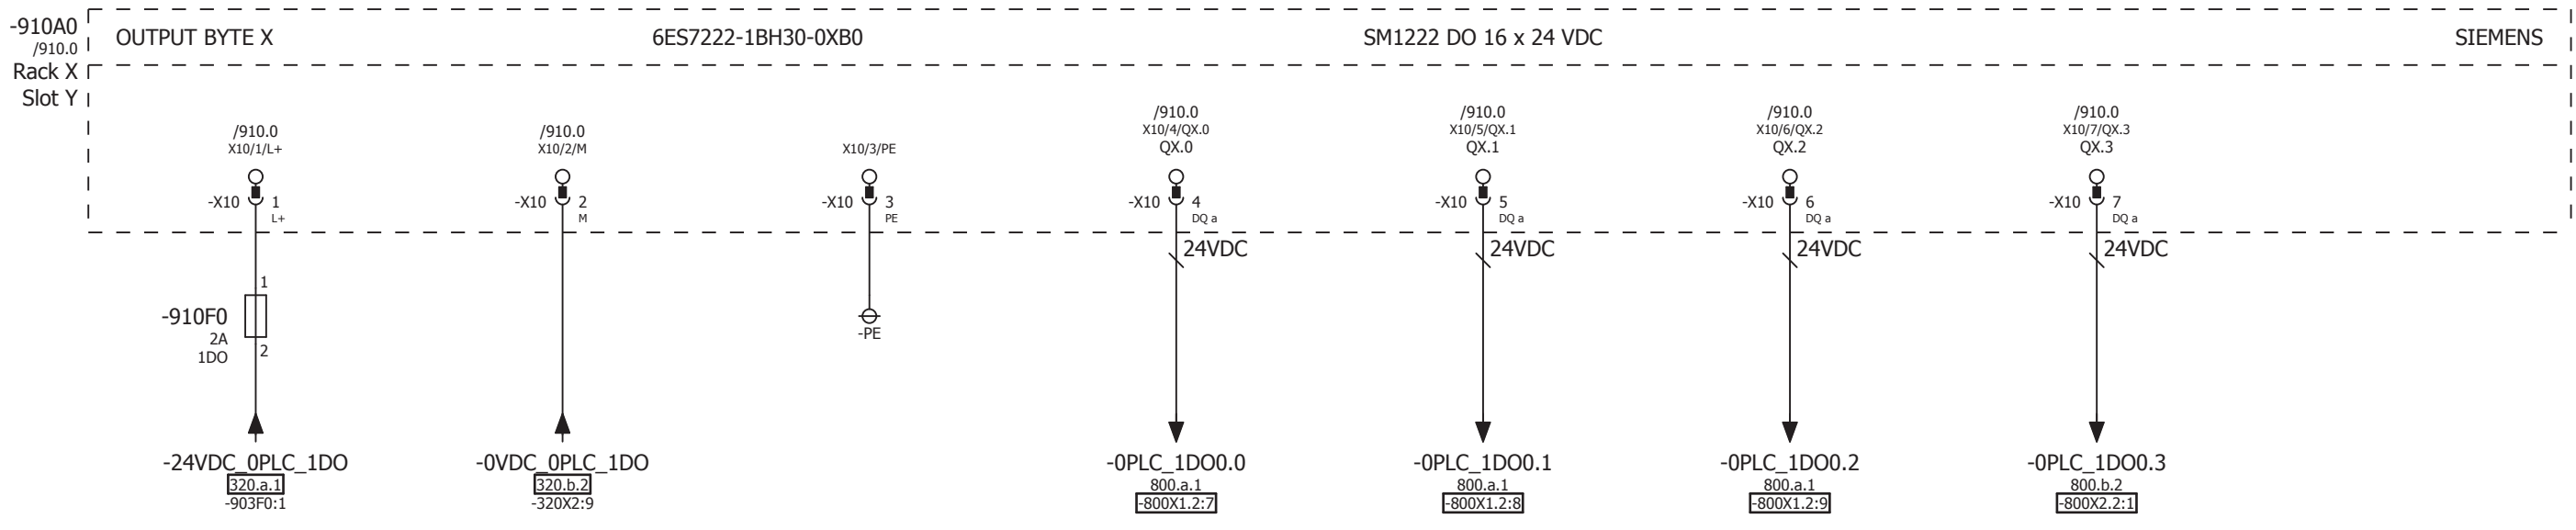 -910A0
/910.0
Rack X
Slot Y
OUTPUT BYTE X 6ES7222-1BH30-0XB0 SM1222 DO 16 x 24 VDC SIEMENS
/910.0 /910.0 X10/3/PE /910.0 /910.0 /910.0 /910.0
X10/1/L+ X10/2/M X10/4/QX.0 X10/5/QX.1 X10/6/QX.2 X10/7/QX.3
QX.0 QX.1 QX.2 QX.3
-X10 1 -X10 2 -X10 3 -X10 4 -X10 5 -X10 6 -X10 7
L+ M PE DQ a DQ a DQ a DQ a
24VDC 24VDC 24VDC 24VDC
1
-910F0
2A
1DO
2
-PE
-24VDC_0PLC_1DO -0VDC_0PLC_1DO -0PLC_1DO0.0 -0PLC_1DO0.1 -0PLC_1DO0.2 -0PLC_1DO0.3
320.a.1 320.b.2 800.a.1 800.a.1 800.a.1 800.b.2
-903F0:1 -320X2:9 -800X1.2:7 -800X1.2:8 -800X1.2:9 -800X2.2:1